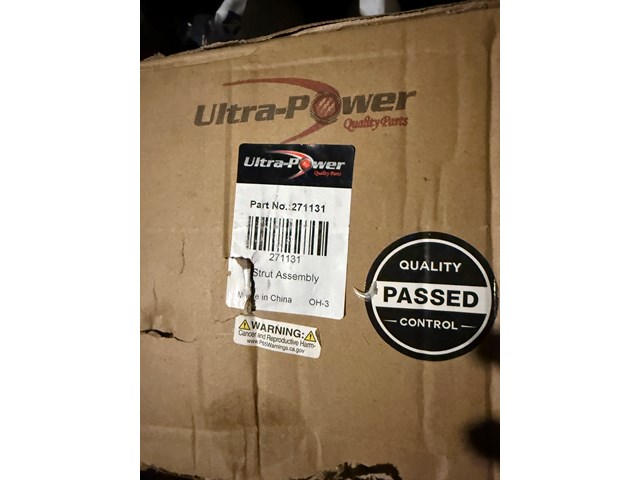 Ultra-Power
Quality Parts
Ultra-Power
Quality Parts
Part No.:271131
271131
Strut Assembly
in China OH-3
WARNING:
Cancer and Reproductive Harm-
www.P65Warnings.ca.gov
QUALITY
PASSED
CONTROL